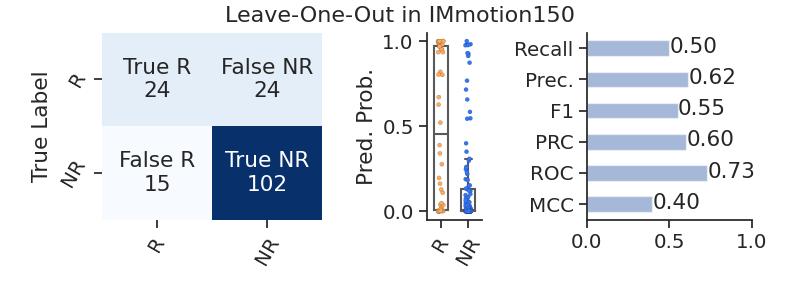 Leave-One-Out in IMmotion150
True Label
R
NR
True R
24
False NR
24
False R
15
True NR
102
R
NR
Pred. Prob.
1.0
0.5
0.0
R
NR
Recall
0.50
Prec.
0.62
F1
0.55
PRC
0.60
ROC
0.73
MCC
0.40
0.0
0.5
1.0